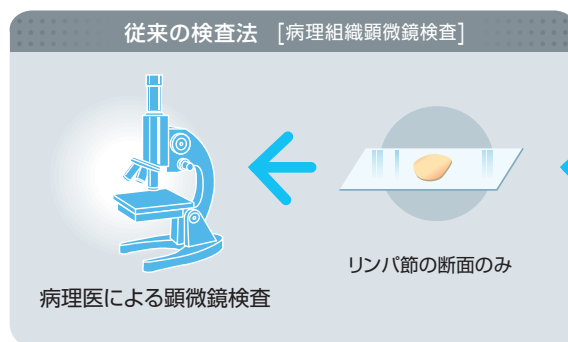 従来の検査法 [病理組織顕微鏡検査]
リンパ節の断面のみ
病理医による顕微鏡検査